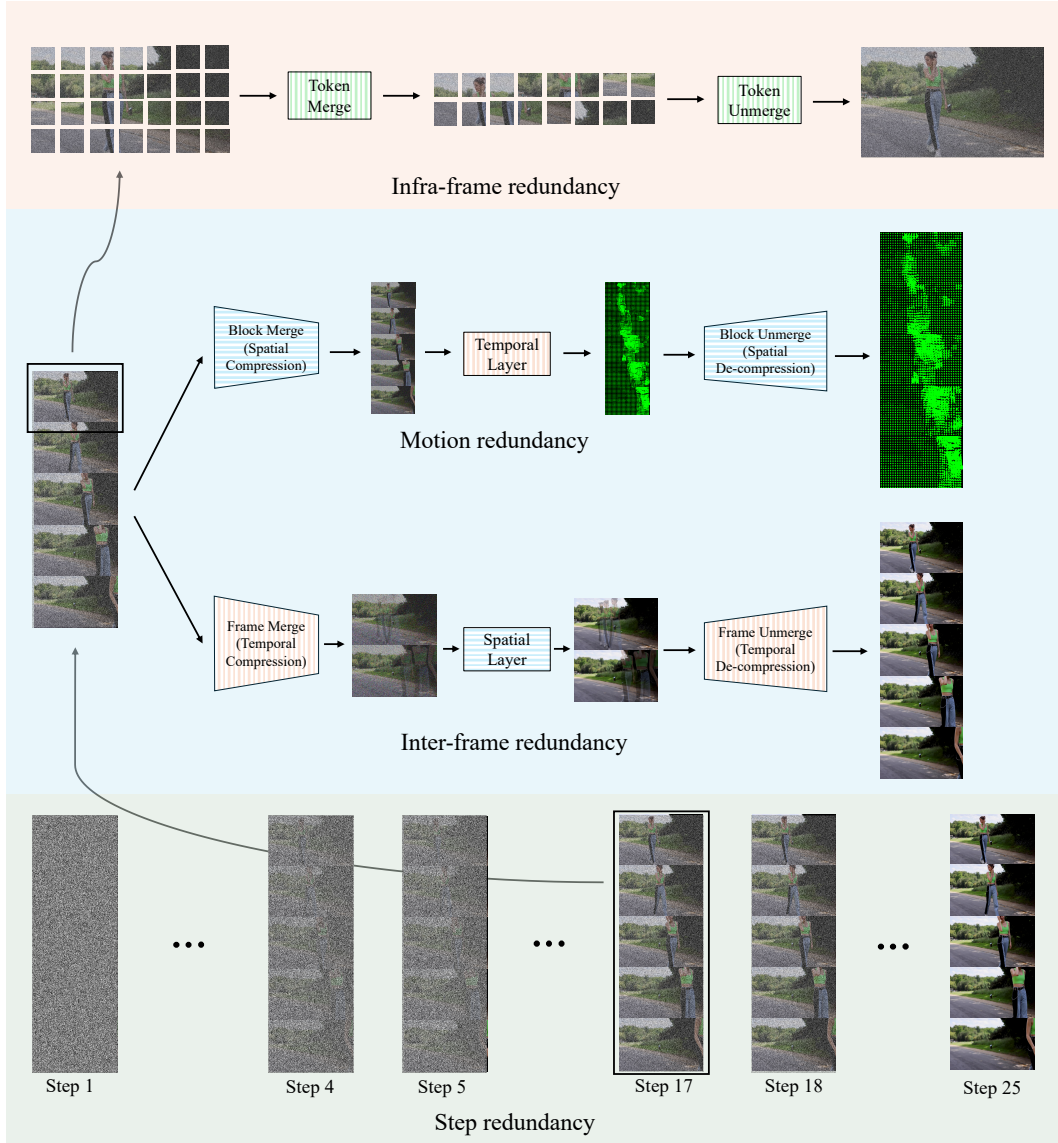 Token
Merge
Token
Unmerge
Infra-frame redundancy
Block Merge
(Spatial
Compression)
Temporal
Layer
Block Unmerge
(Spatial
De-compression)
Motion redundancy
Frame Merge
(Temporal
Compression)
Spatial
Layer
Frame Unmerge
(Temporal
De-compression)
Inter-frame redundancy
...
...
...
Step 1
Step 4
Step 5
Step 17
Step 18
Step 25
Step redundancy